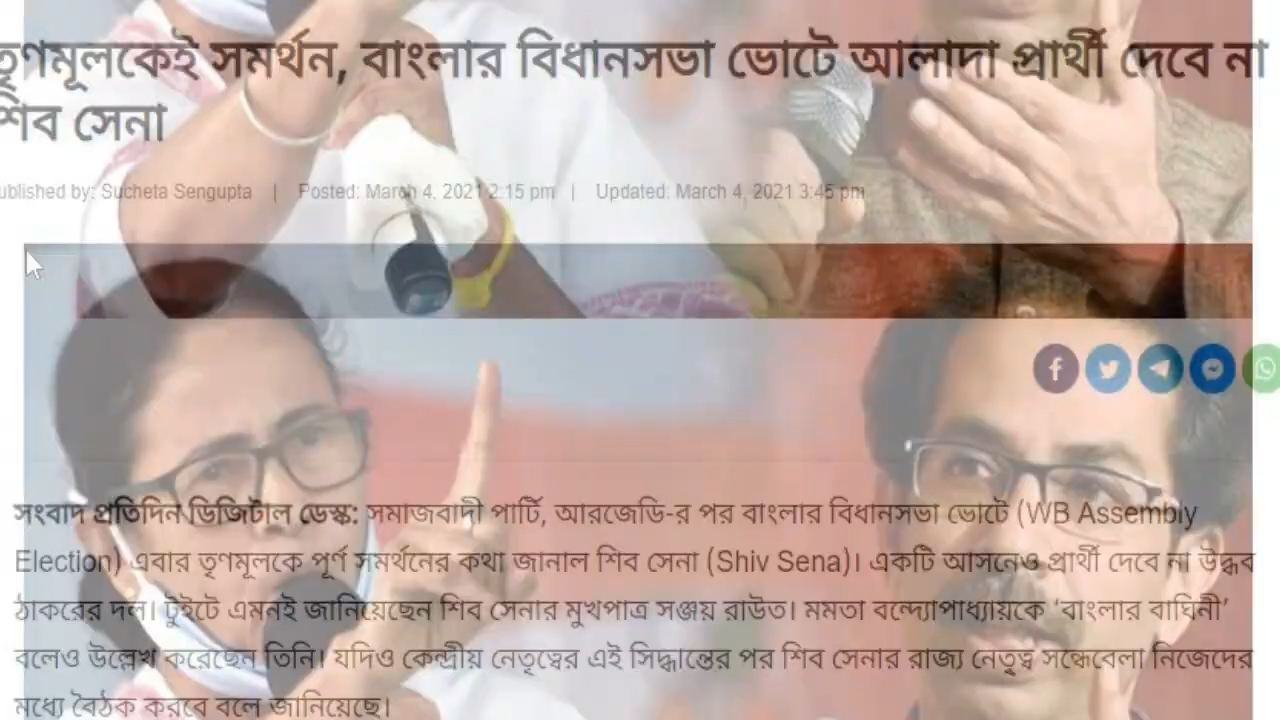 তৃণমূলকেই সমর্থন, বাংলার বিধানসভা ভোটে আলাদা প্রার্থী দেবে না
শিব সেনা
ublished by: Sucheta Sengupta | Posted: March 4, 2021 2:15 pm | Updated: March 4, 2021 3:45 pm
সংবাদ প্রতিদিন ডিজিটাল ডেস্ক: সমাজবাদী পার্টি, আরজেডি-র পর বাংলার বিধানসভা ভোটে (WB Assembly
Election) এবার তৃণমূলকে পূর্ণ সমর্থনের কথা জানাল শিব সেনা (Shiv Sena)। একটি আসনেও প্রার্থী দেবে না উদ্ধব
ঠাকরের দল। টুইটে এমনই জানিয়েছেন শিব সেনার মুখপাত্র সঞ্জয় রাউত। মমতা বন্দ্যোপাধ্যায়কে ‘বাংলার বাঘিনী’
বলেও উল্লেখ করেছেন তিনি। যদিও কেন্দ্রীয় নেতৃত্বের এই সিদ্ধান্তের পর শিব সেনার রাজ্য নেতৃত্ব সন্ধেবেলা নিজেদের
মধ্যে বৈঠক করবে বলে জানিয়েছে।